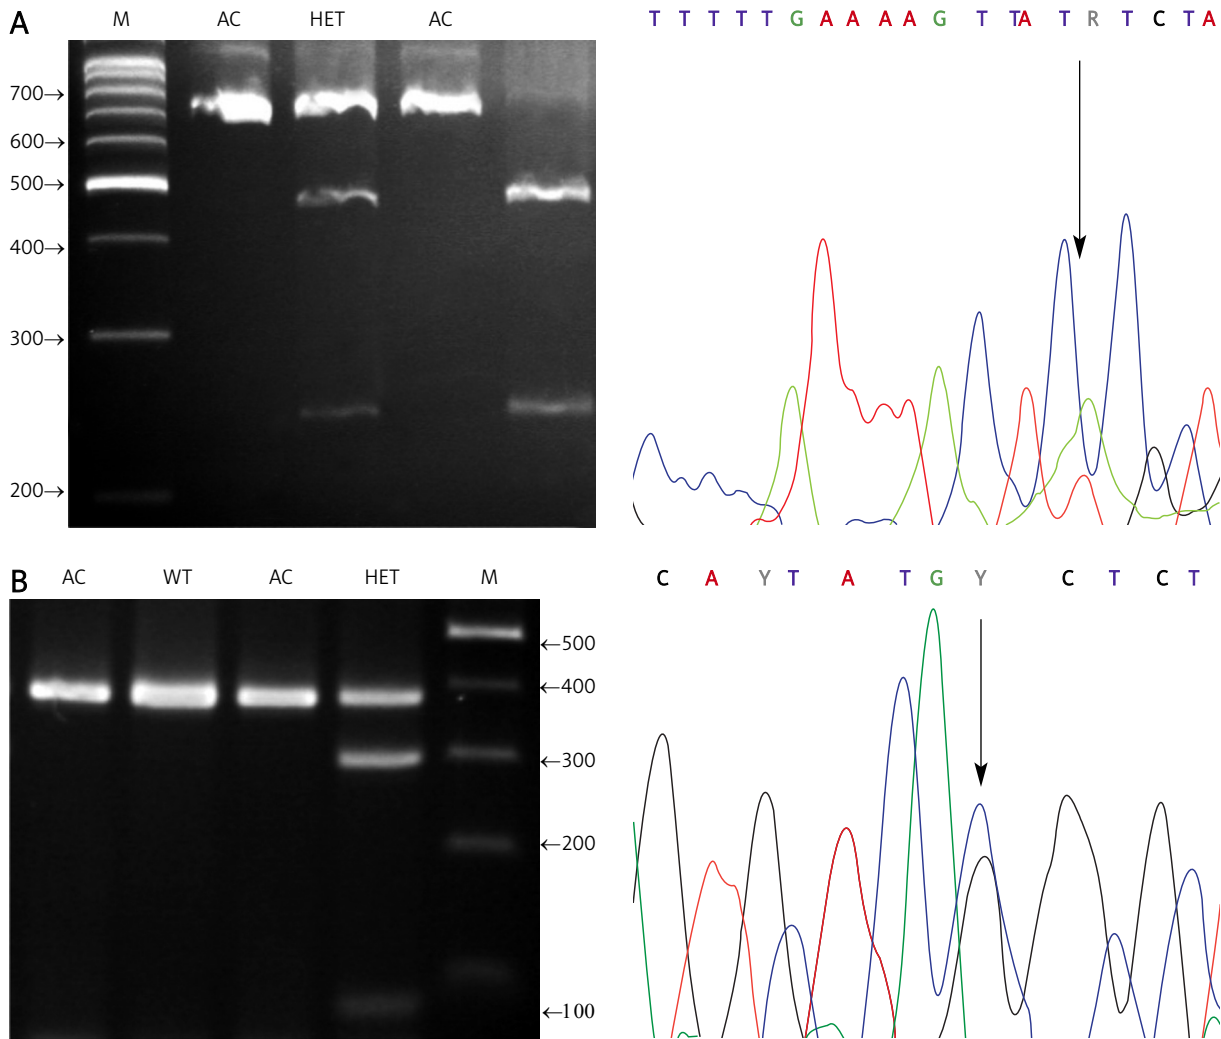 A M AC HET AC
700→
600→
500→
400→
300→
200→
T T T T T G A A A A G T T A T R T C T A
B AC WT AC HET M
←500
←400
←300
←200
←100
C A Y T A T G Y C T C T